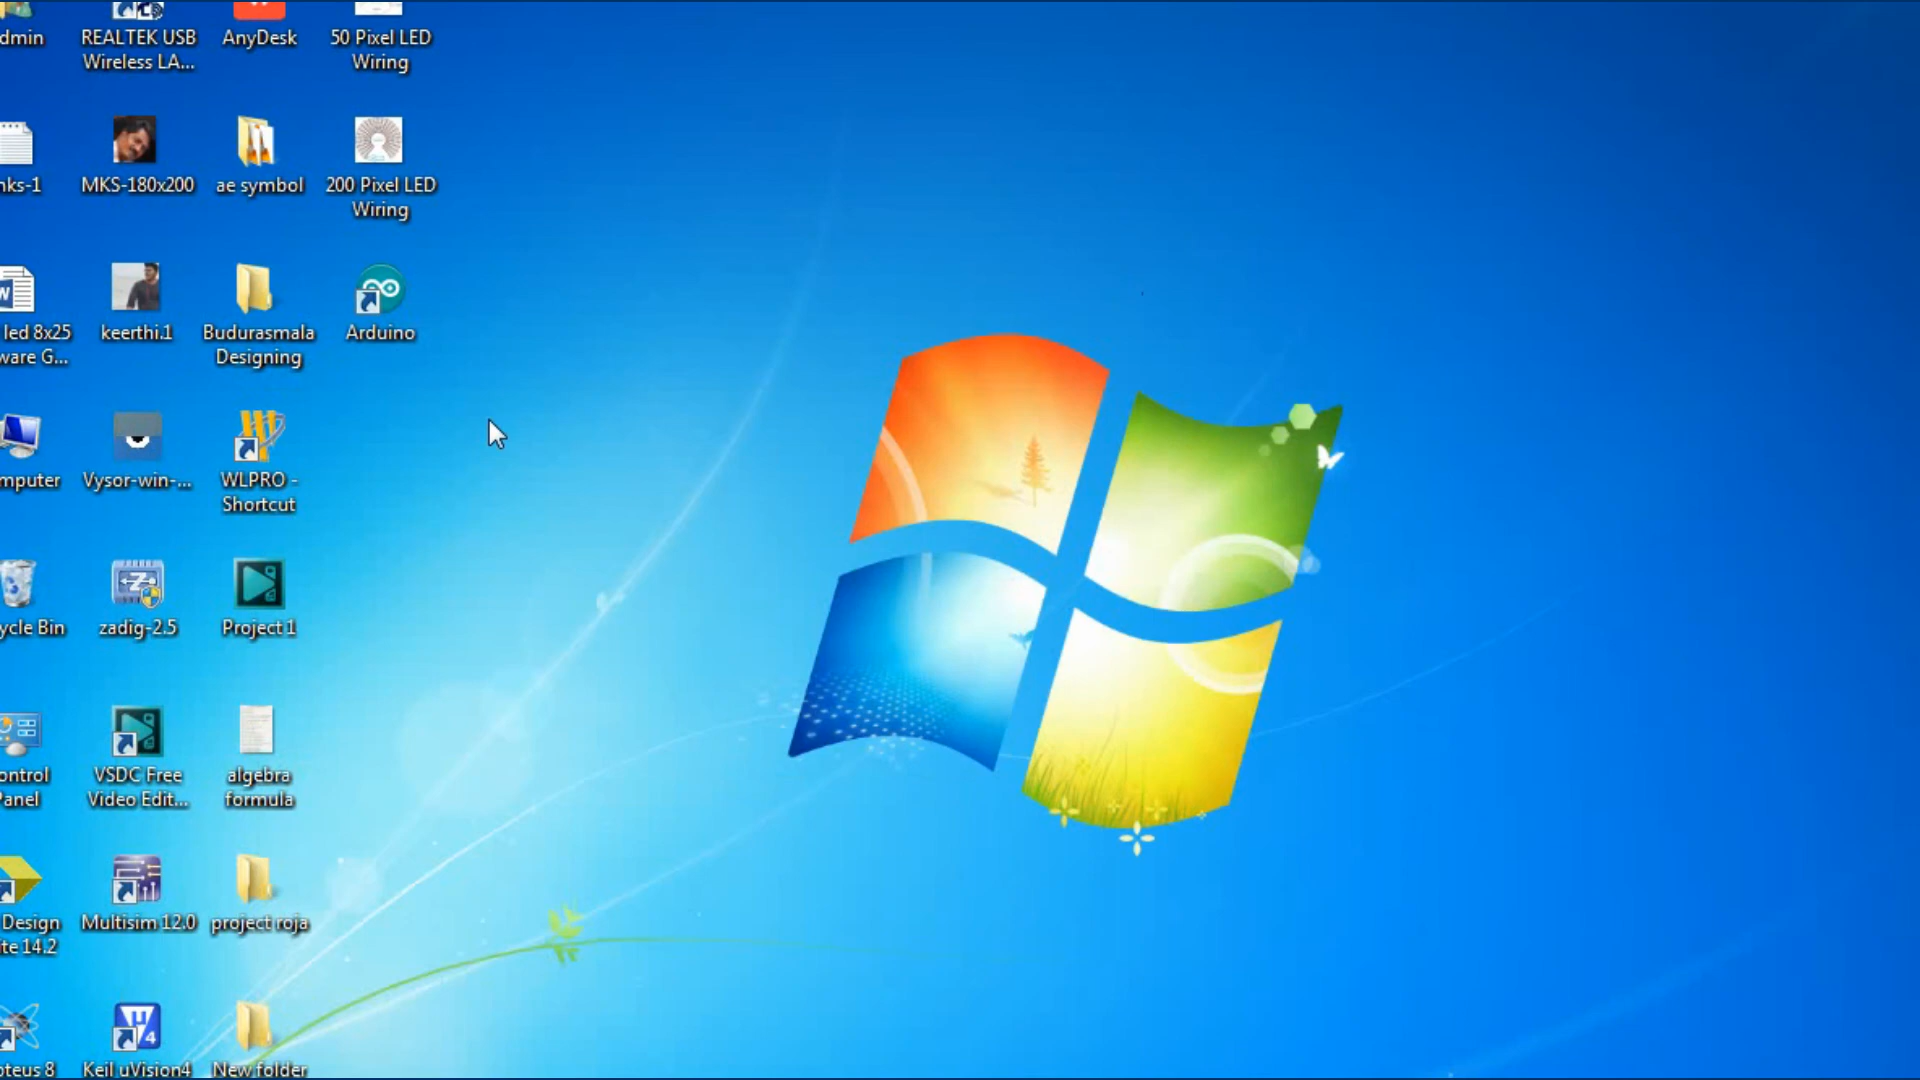 dmin
REALTEK USB
Wireless LA...
AnyDesk
50 Pixel LED
Wiring
nks-1
MKS-180x200
ae symbol
200 Pixel LED
Wiring
led 8x25
ware G...
keerthi.1
Budurasmala
Designing
Arduino
mputer
Vysor-win-...
WLPRO -
Shortcut
ycle Bin
zadig-2.5
Project 1
ontrol
Panel
VSDC Free
Video Edit...
algebra
formula
Design
te 14.2
Multisim 12.0
project roja
oteus 8
Keil uVision4
New folder